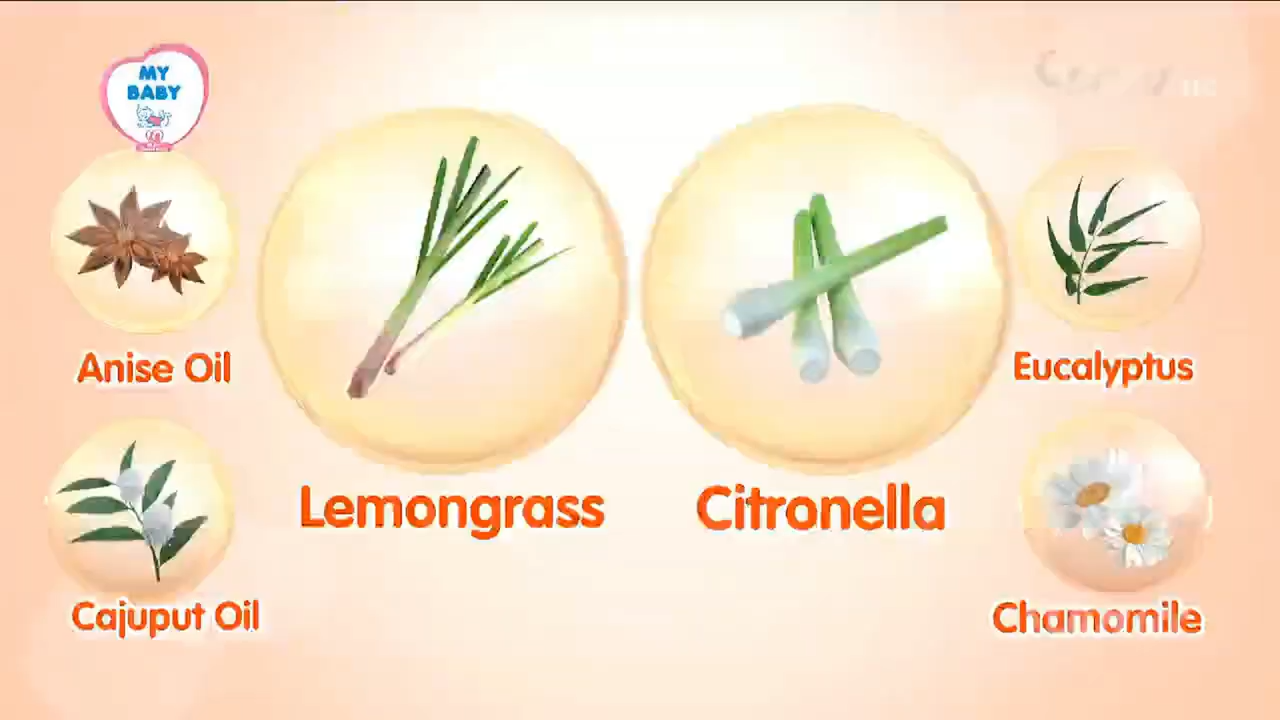 MY
BABY
Anise Oil
Lemongrass
Citronella
Eucalyptus
Cajuput Oil
Chamomile